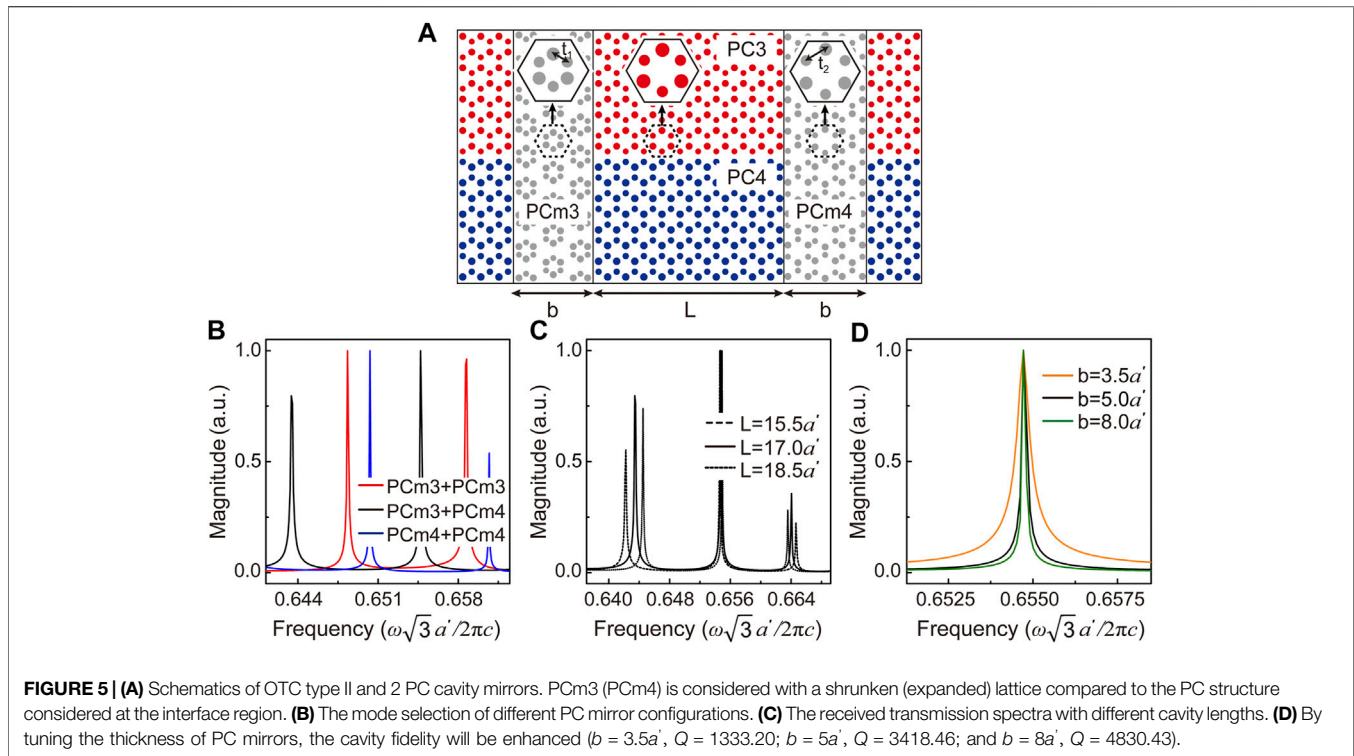 A
t1
PC3
t2
PC4
PCm3
PCm4
b
L
b
B
Magnitude (a.u.)
1.0
0.5
0.0
PCm3+PCm3
PCm3+PCm4
PCm4+PCm4
0.644
0.651
0.658
Frequency (ω√3 a′/2πc)
C
Magnitude (a.u.)
1.0
0.5
0.0
L=15.5a′
L=17.0a′
L=18.5a′
0.640
0.648
0.656
0.664
Frequency (ω√3 a′/2πc)
D
Magnitude (a.u.)
1.0
0.5
0.0
b=3.5a′
b=5.0a′
b=8.0a′
0.6525
0.6550
0.6575
Frequency (ω√3 a′/2πc)
FIGURE 5 | (A) Schematics of OTC type II and 2 PC cavity mirrors. PCm3 (PCm4) is considered with a shrunken (expanded) lattice compared to the PC structure
considered at the interface region. (B) The mode selection of different PC mirror configurations. (C) The received transmission spectra with different cavity lengths. (D) By
tuning the thickness of PC mirrors, the cavity fidelity will be enhanced (b = 3.5a′, Q = 1333.20; b = 5a′, Q = 3418.46; and b = 8a′, Q = 4830.43).